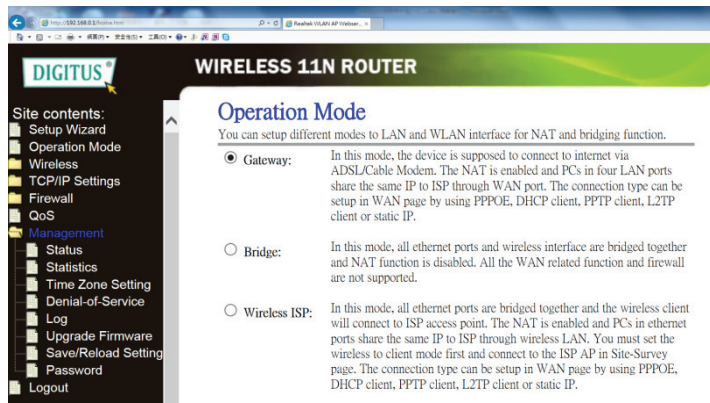 http://192.168.0.1/home.htm
Realtek WLAN AP Webser...
DIGITUS®
WIRELESS 11N ROUTER
Site contents:
Setup Wizard
Operation Mode
Wireless
TCP/IP Settings
Firewall
QoS
Management
Status
Statistics
Time Zone Setting
Denial-of-Service
Log
Upgrade Firmware
Save/Reload Setting
Password
Logout
Operation Mode
You can setup different modes to LAN and WLAN interface for NAT and bridging function.
Gateway:
In this mode, the device is supposed to connect to internet via
ADSL/Cable Modem. The NAT is enabled and PCs in four LAN ports
share the same IP to ISP through WAN port. The connection type can be
setup in WAN page by using PPPOE, DHCP client, PPTP client, L2TP
client or static IP.
Bridge:
In this mode, all ethernet ports and wireless interface are bridged together
and NAT function is disabled. All the WAN related function and firewall
are not supported.
Wireless ISP:
In this mode, all ethernet ports are bridged together and the wireless client
will connect to ISP access point. The NAT is enabled and PCs in ethernet
ports share the same IP to ISP through wireless LAN. You must set the
wireless to client mode first and connect to the ISP AP in Site-Survey
page. The connection type can be setup in WAN page by using PPPOE,
DHCP client, PPTP client, L2TP client or static IP.